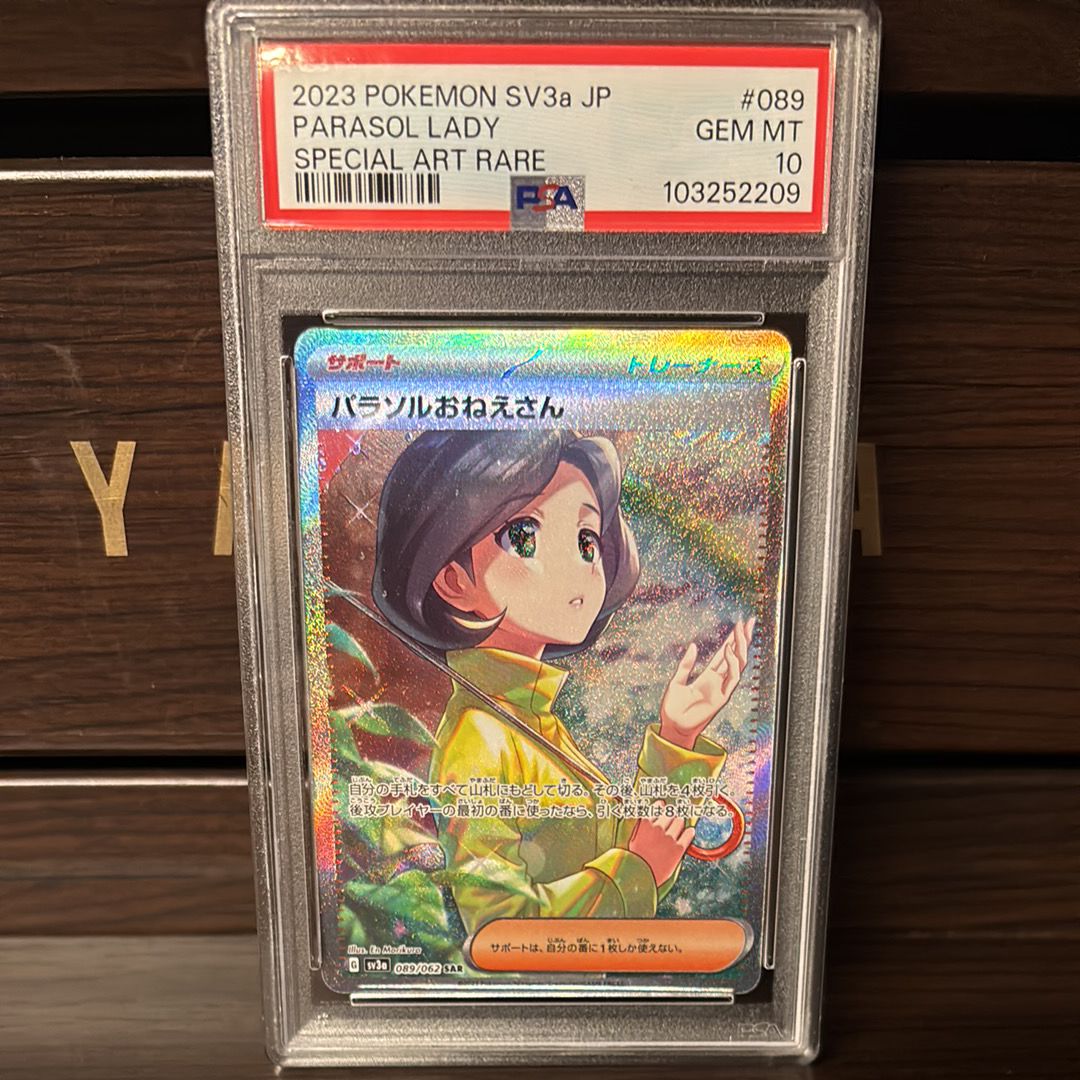 2023 POKEMON SV3a JP #089
PARASOL LADY GEM MT
SPECIAL ART RARE 10
PSA 103252209
サポート トレーナーズ
パラソルおねえさん
Y A
自分の手札をすべて山札にもどして切る。その後、山札を4枚引く。
後攻プレイヤーの最初の番に使ったなら、引く枚数は8枚になる。
サポートは、自分の番に1枚しか使えない。
Illus. En Morikura
G sv3a 089/062 SAR
PSA